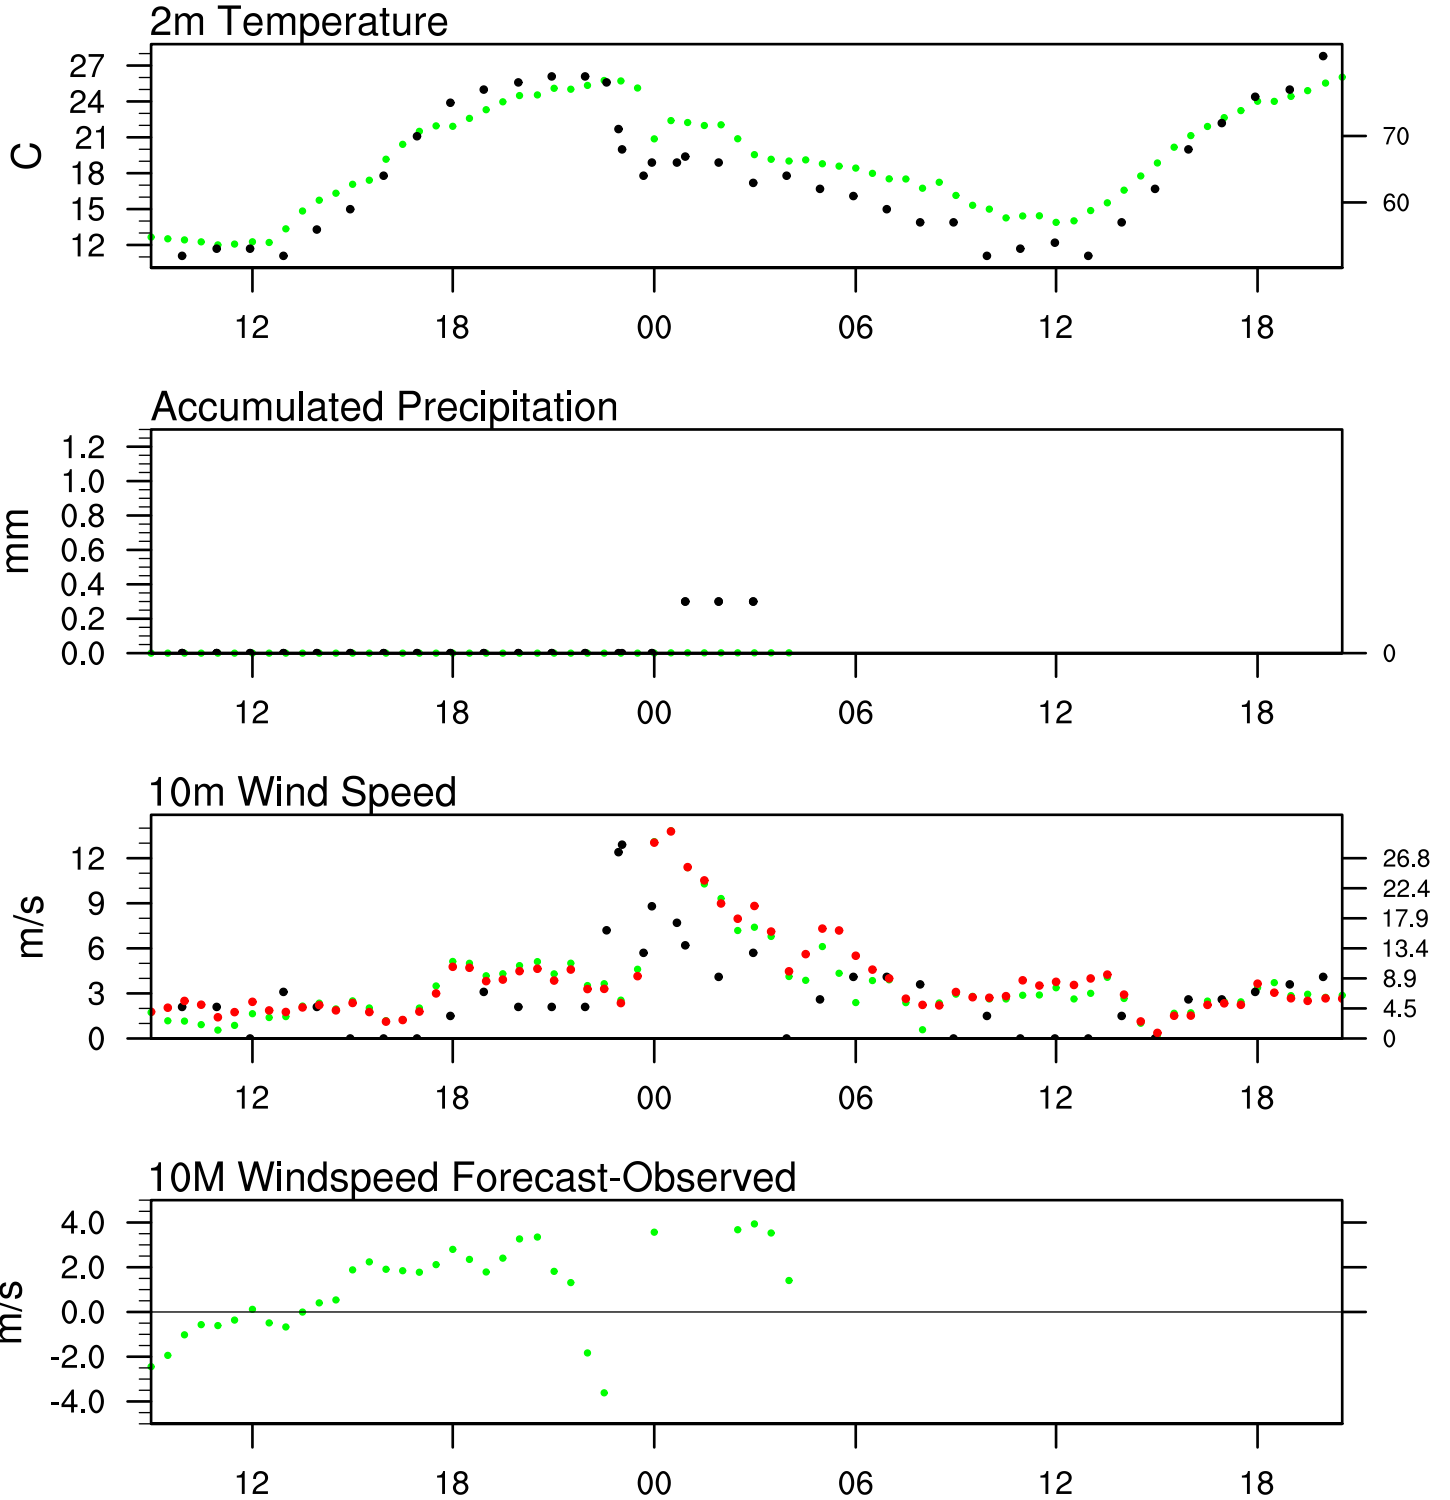 2m Temperature
C
27
24
21
18
15
12
70
60
12 18 00 06 12 18
Accumulated Precipitation
mm
1.2
1.0
0.8
0.6
0.4
0.2
0.0
0
12 18 00 06 12 18
10m Wind Speed
m/s
12
9
6
3
0
26.8
22.4
17.9
13.4
8.9
4.5
0
12 18 00 06 12 18
10M Windspeed Forecast-Observed
m/s
4.0
2.0
0.0
-2.0
-4.0
12 18 00 06 12 18